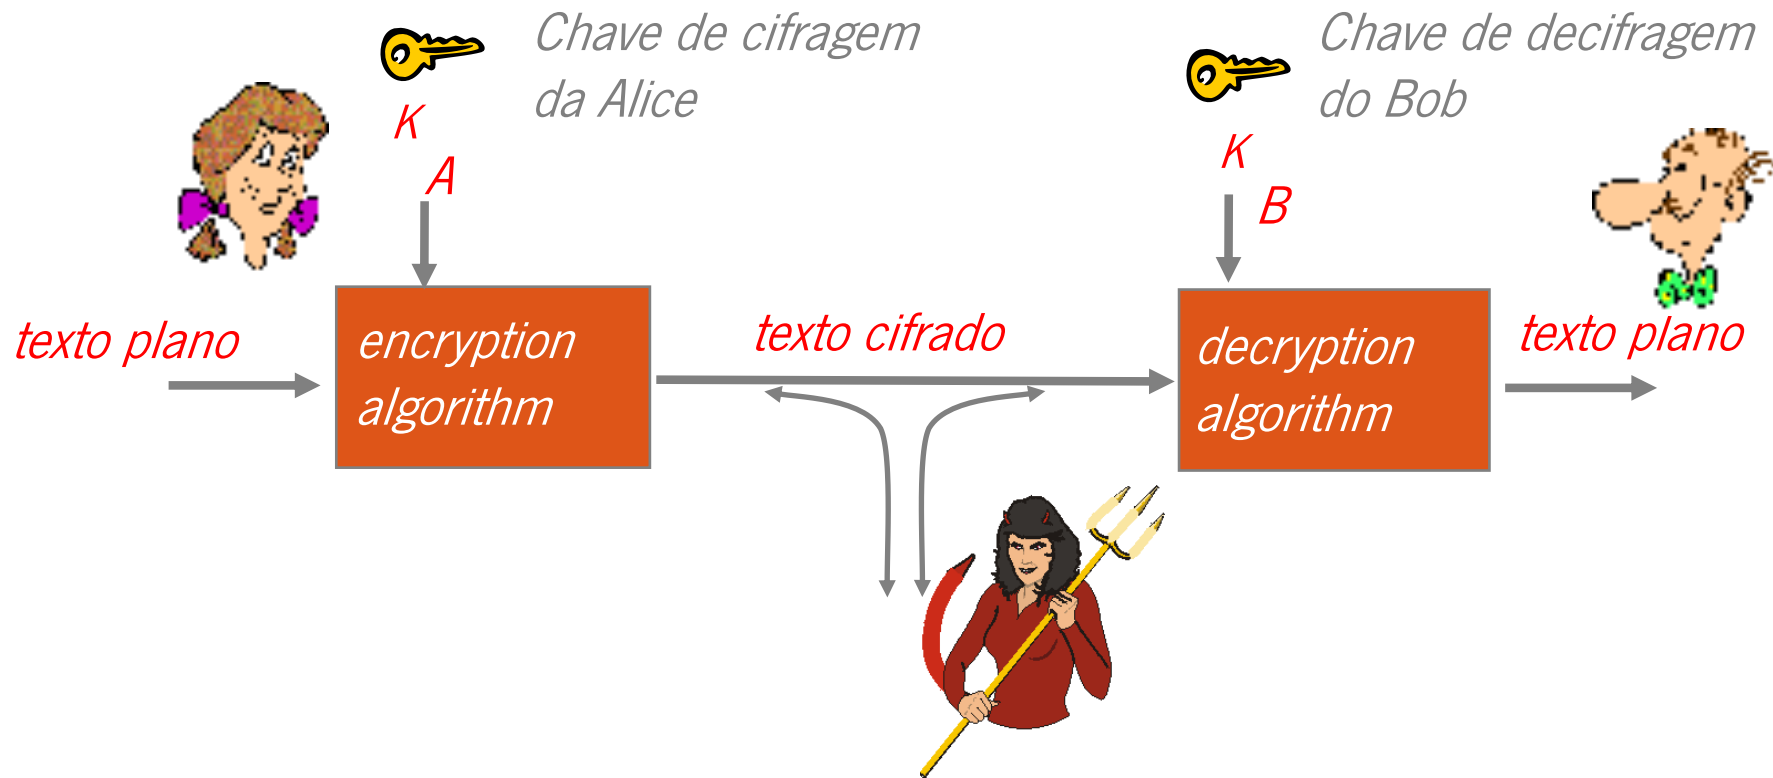 Chave de cifragem
da Alice
Chave de decifragem
do Bob
K
A
K
B
texto plano
encryption
algorithm
texto cifrado
decryption
algorithm
texto plano